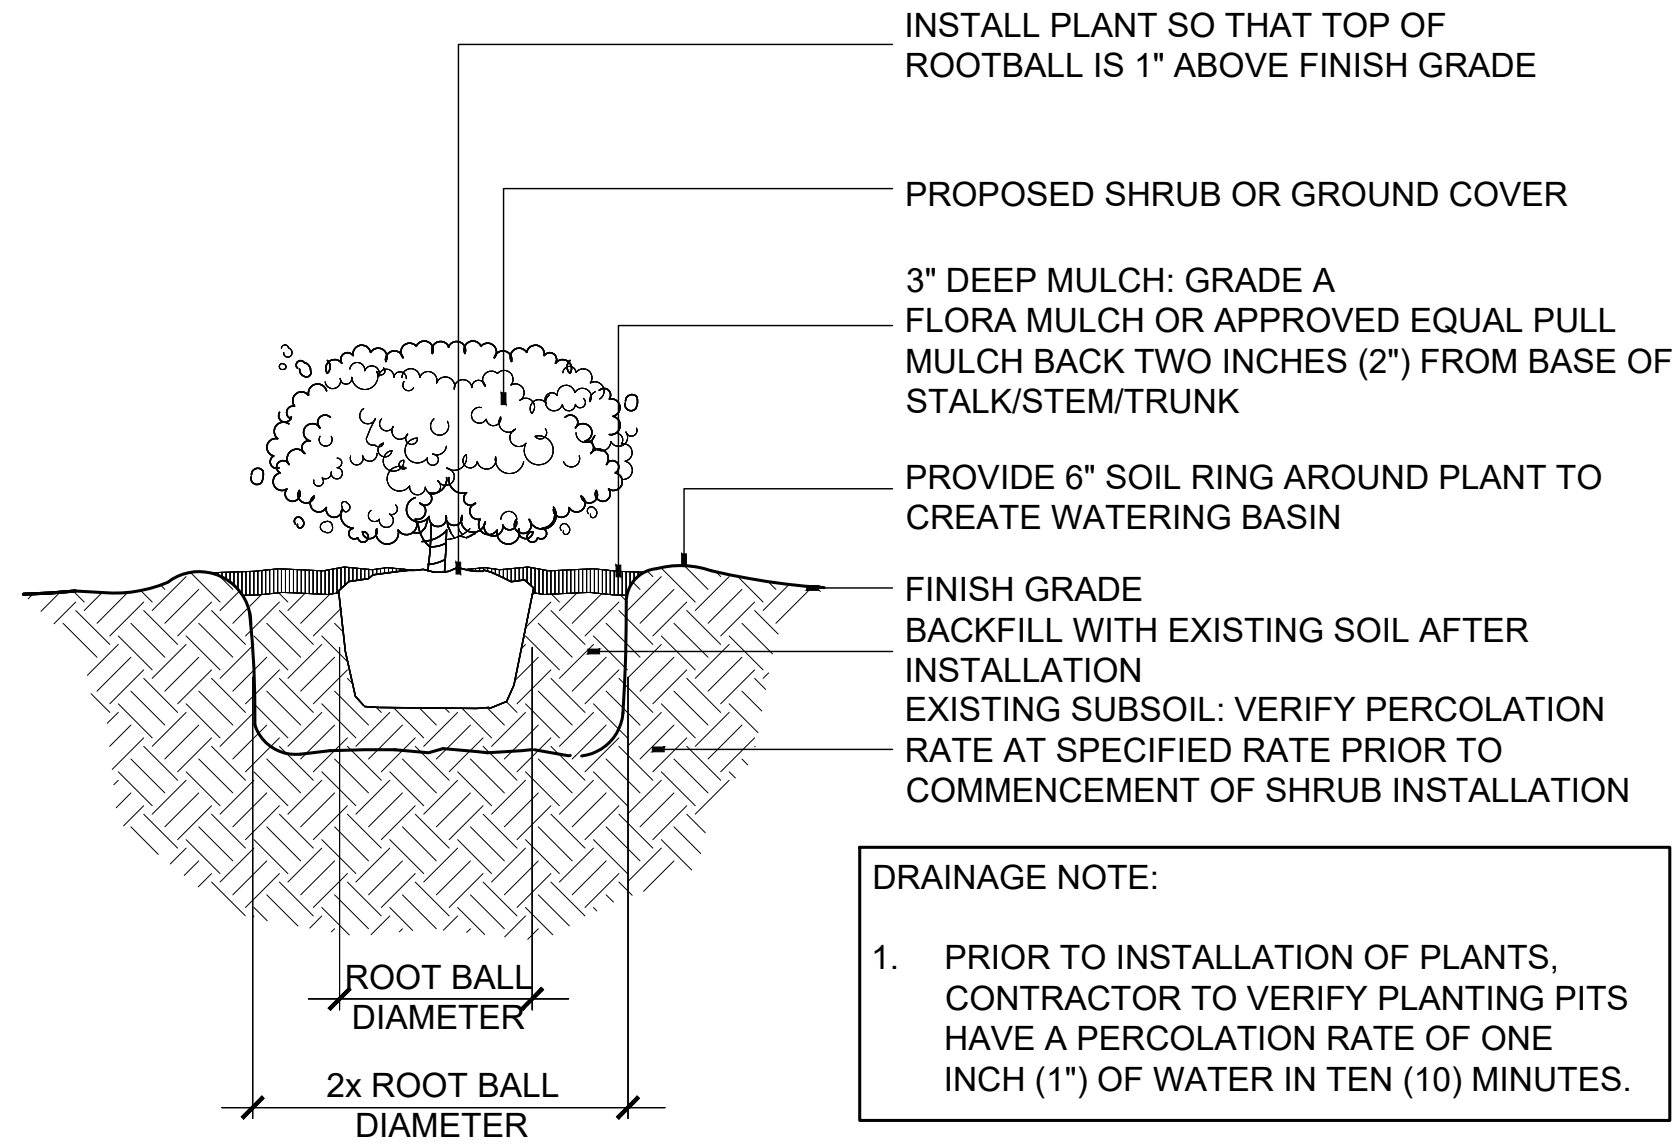 INSTALL PLANT SO THAT TOP OF
ROOTBALL IS 1" ABOVE FINISH GRADE
PROPOSED SHRUB OR GROUND COVER
3" DEEP MULCH: GRADE A
FLORA MULCH OR APPROVED EQUAL PULL
MULCH BACK TWO INCHES (2") FROM BASE OF
STALK/STEM/TRUNK
PROVIDE 6" SOIL RING AROUND PLANT TO
CREATE WATERING BASIN
FINISH GRADE
BACKFILL WITH EXISTING SOIL AFTER
INSTALLATION
EXISTING SUBSOIL: VERIFY PERCOLATION
RATE AT SPECIFIED RATE PRIOR TO
COMMENCEMENT OF SHRUB INSTALLATION
DRAINAGE NOTE:
1. PRIOR TO INSTALLATION OF PLANTS,
CONTRACTOR TO VERIFY PLANTING PITS
HAVE A PERCOLATION RATE OF ONE
INCH (1") OF WATER IN TEN (10) MINUTES.
ROOT BALL
DIAMETER
2x ROOT BALL
DIAMETER